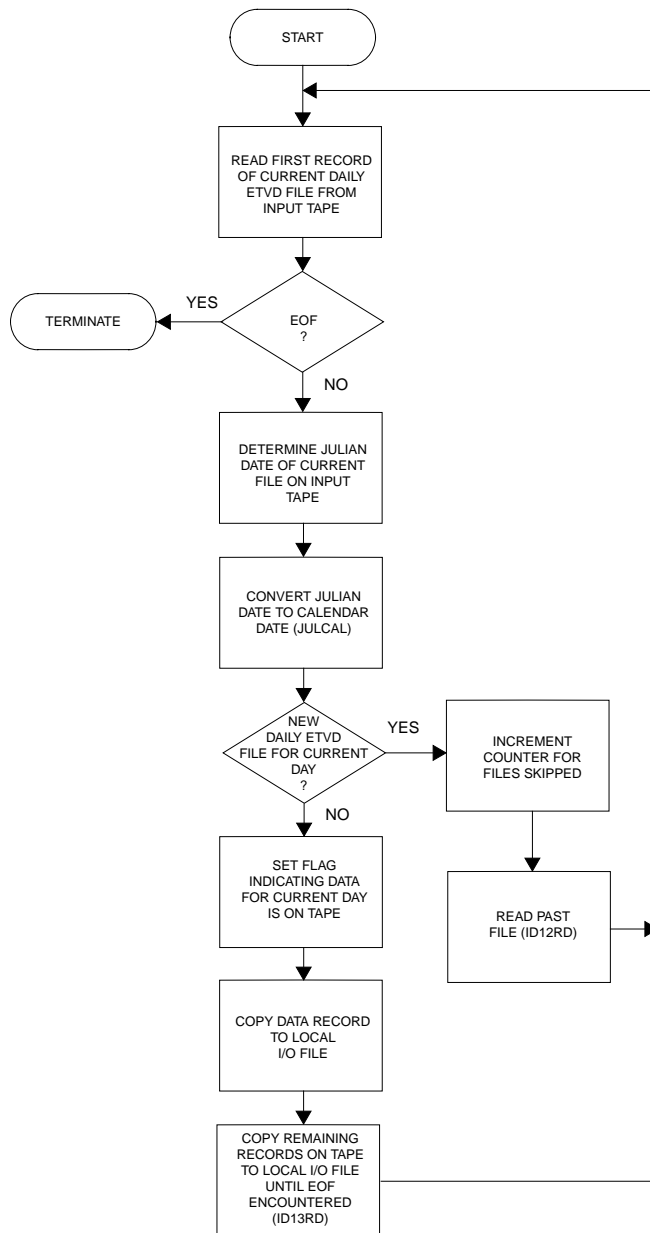 START
READ FIRST RECORD
OF CURRENT DAILY
ETVD FILE FROM
INPUT TAPE
YES
TERMINATE
EOF
?
NO
DETERMINE JULIAN
DATE OF CURRENT
FILE ON INPUT
TAPE
CONVERT JULIAN
DATE TO CALENDAR
DATE (JULCAL)
NEW
DAILY ETVD
FILE FOR CURRENT
DAY
?
YES
INCREMENT
COUNTER FOR
FILES SKIPPED
NO
SET FLAG
INDICATING DATA
FOR CURRENT DAY
IS ON TAPE
READ PAST
FILE (ID12RD)
COPY DATA RECORD
TO LOCAL
I/O FILE
COPY REMAINING
RECORDS ON TAPE
TO LOCAL I/O FILE
UNTIL EOF
ENCOUNTERED
(ID13RD)